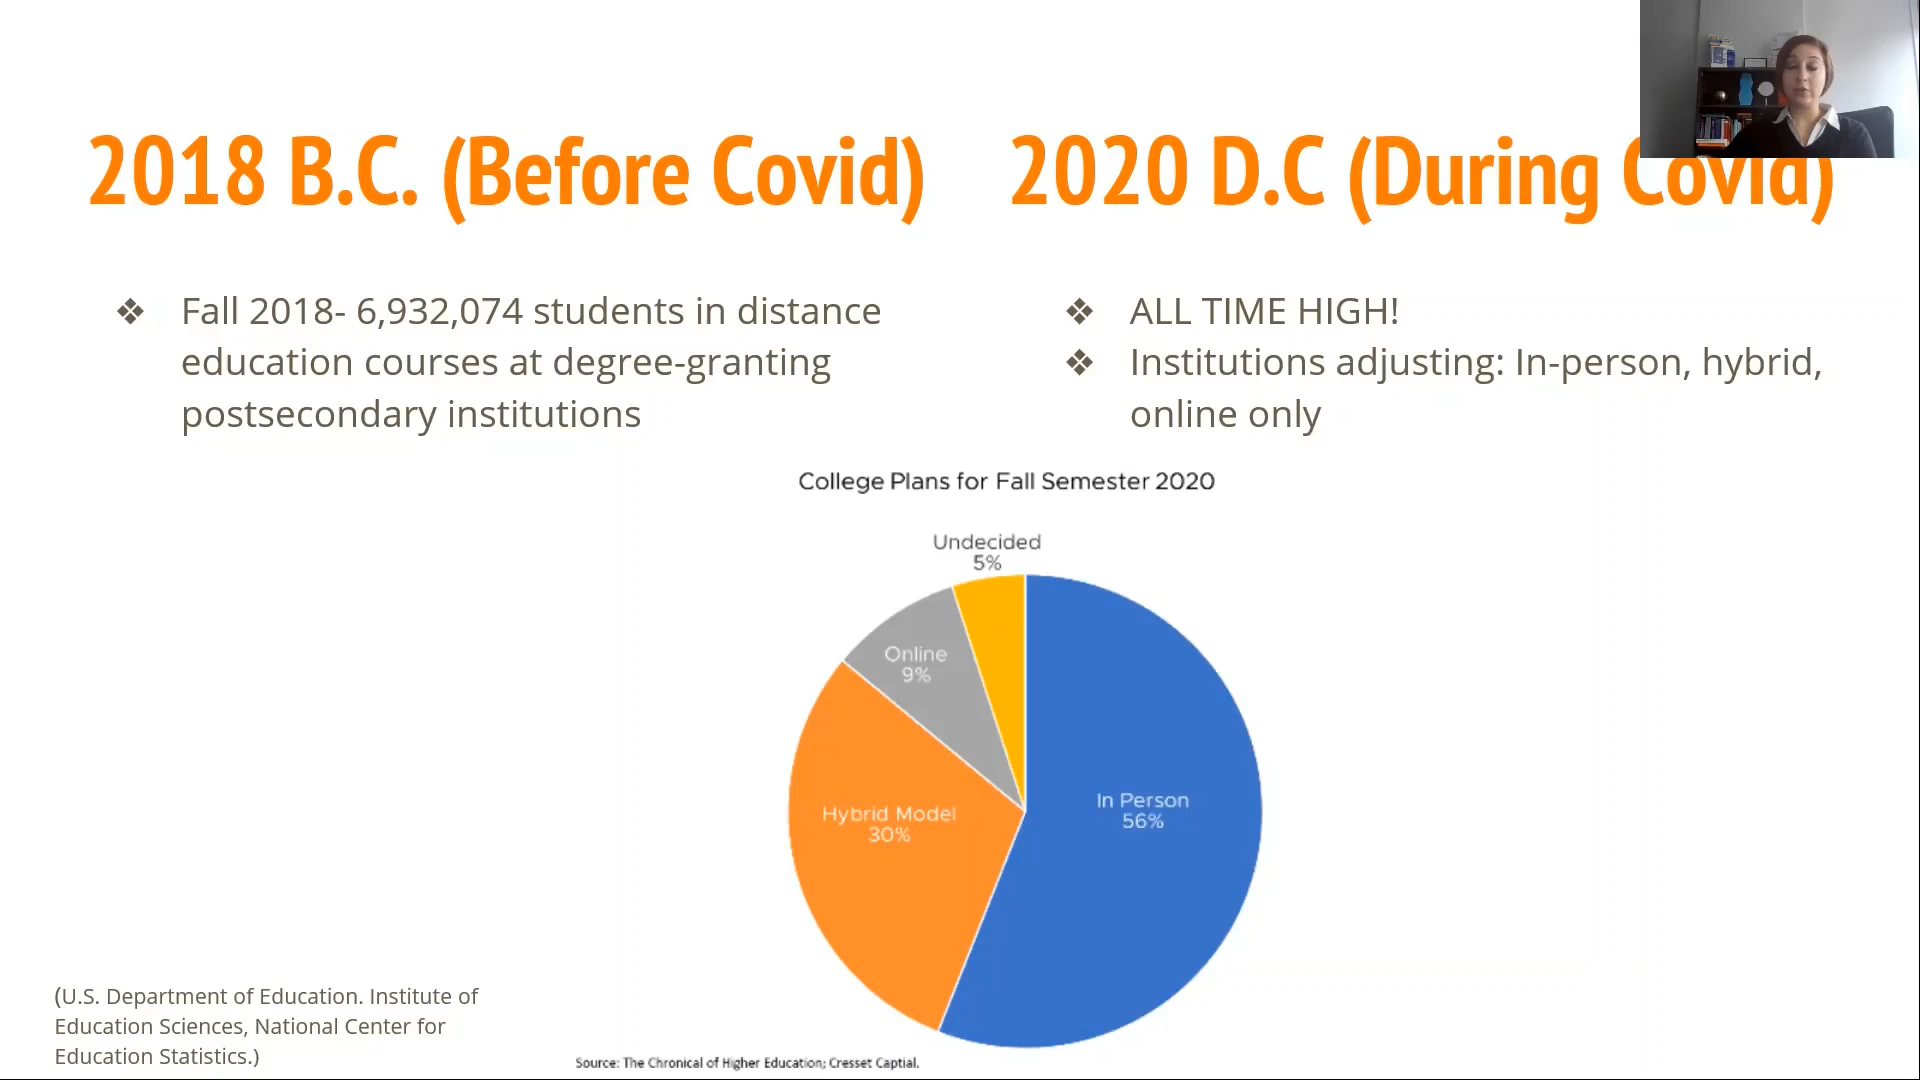 2018 B.C. (Before Covid)
2020 D.C (During Covid)
❖ Fall 2018- 6,932,074 students in distance
education courses at degree-granting
postsecondary institutions
❖ ALL TIME HIGH!
❖ Institutions adjusting: In-person, hybrid,
online only
College Plans for Fall Semester 2020
Undecided
5%
Online
9%
Hybrid Model
30%
In Person
56%
(U.S. Department of Education. Institute of
Education Sciences, National Center for
Education Statistics.)
Source: The Chronical of Higher Education; Cresset Captial.